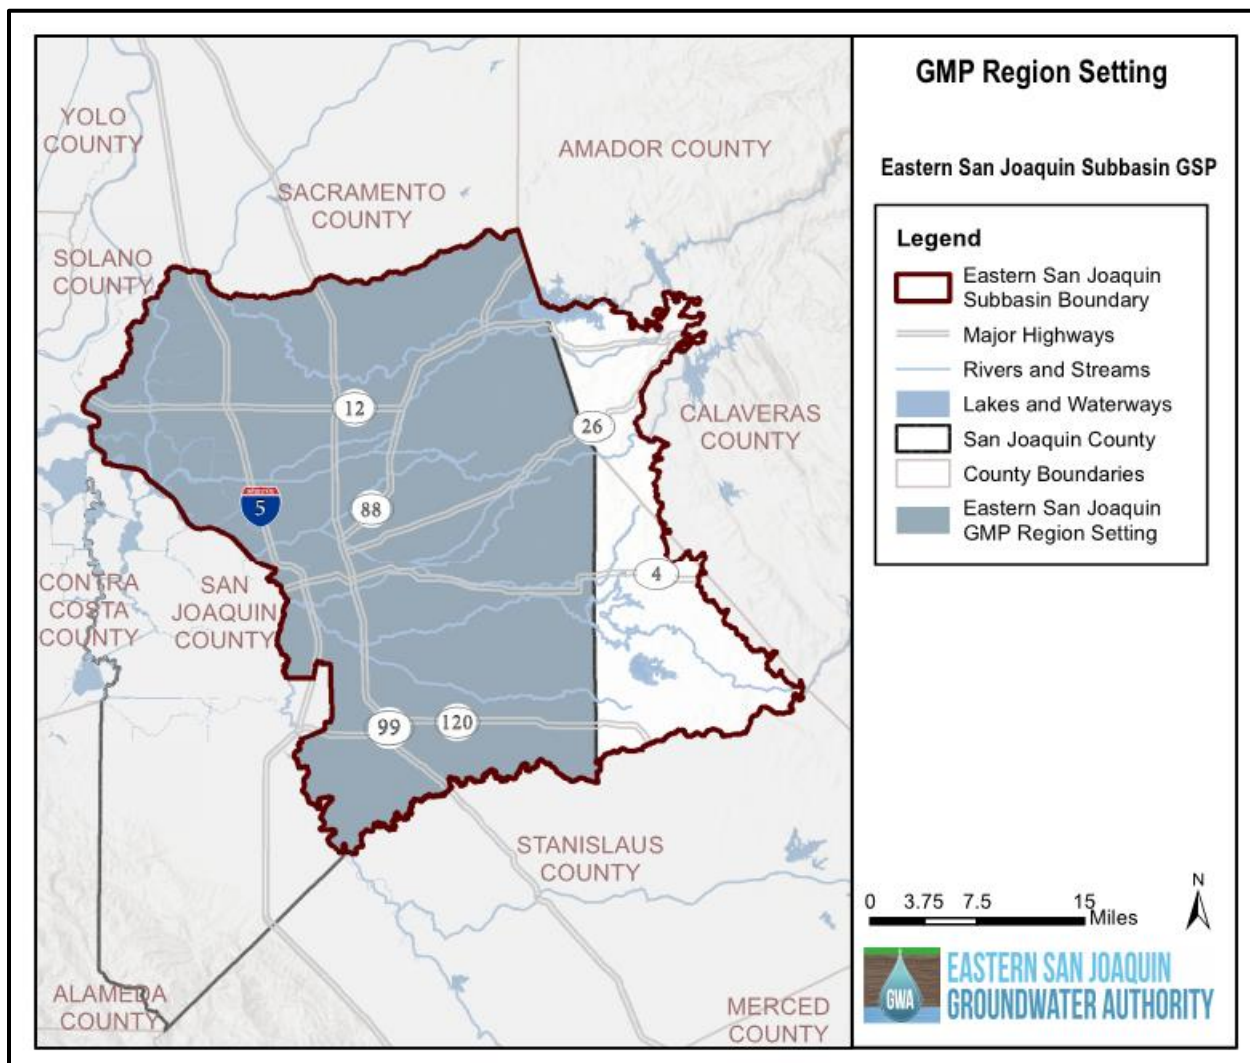 GMP Region Setting
Eastern San Joaquin Subbasin GSP
Legend
Eastern San Joaquin
Subbasin Boundary
Major Highways
Rivers and Streams
Lakes and Waterways
San Joaquin County
County Boundaries
Eastern San Joaquin
GMP Region Setting
YOLO
COUNTY
AMADOR COUNTY
SACRAMENTO
COUNTY
SOLANO
COUNTY
12
26
CALAVERAS
COUNTY
5
88
4
CONTRA
COSTA
COUNTY
SAN
JOAQUIN
COUNTY
99
120
STANISLAUS
COUNTY
ALAMEDA
COUNTY
MERCED
COUNTY
N
0 3.75 7.5 15
Miles
GWA
EASTERN SAN JOAQUIN
GROUNDWATER AUTHORITY